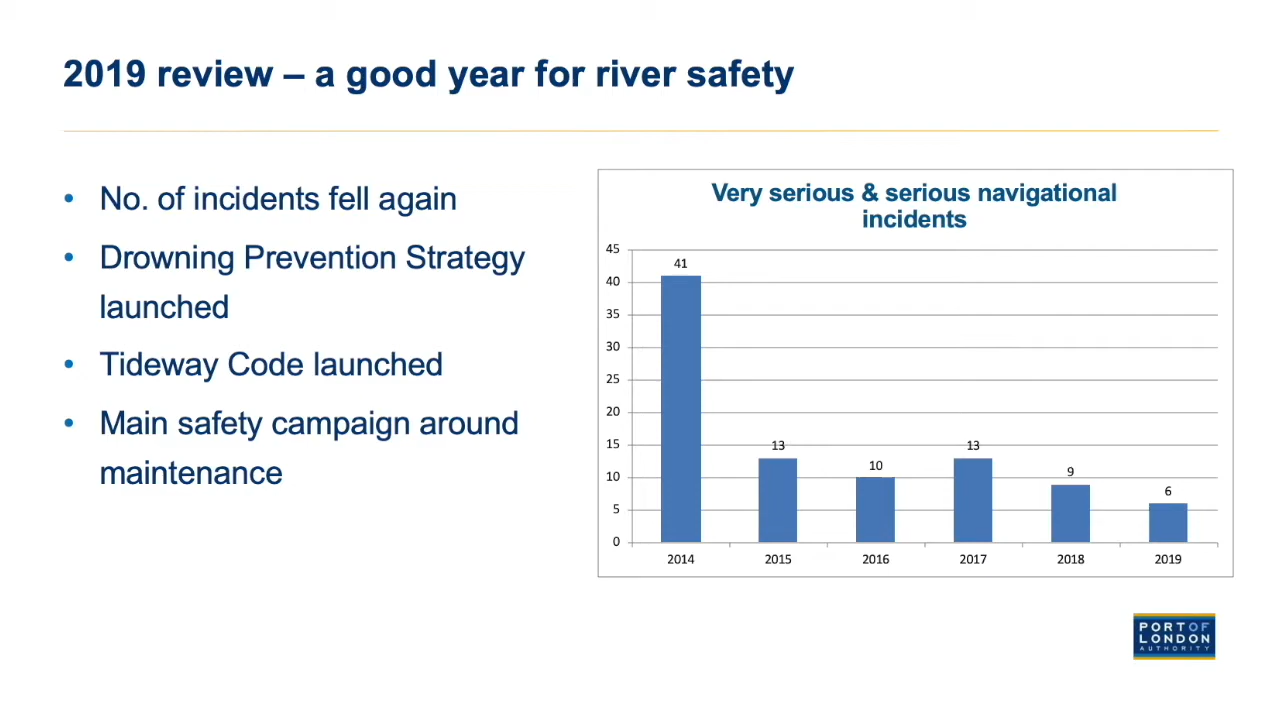 2019 review – a good year for river safety
• No. of incidents fell again
• Drowning Prevention Strategy
launched
• Tideway Code launched
• Main safety campaign around
maintenance
Very serious & serious navigational
incidents
45
40
35
30
25
20
15
10
5
0
41
13
10
13
9
6
2014 2015 2016 2017 2018 2019
PORT OF
LONDON
AUTHORITY